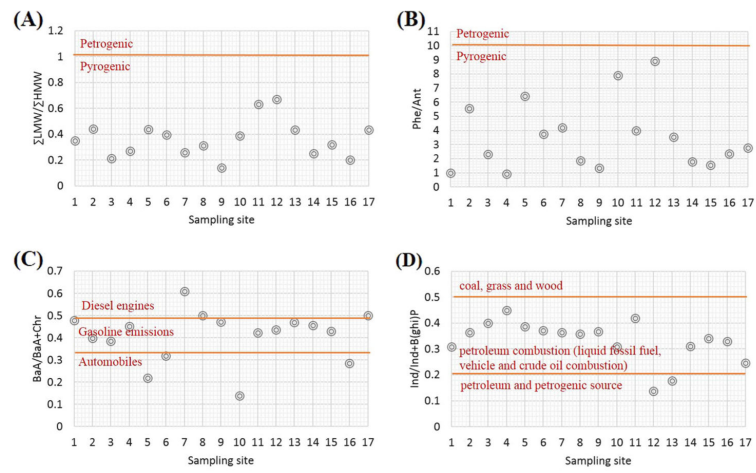 (A)
1.2
Petrogenic
1
Pyrogenic
0.8
0.6
0.4
0.2
0
∑LMW/∑HMW
1 2 3 4 5 6 7 8 9 10 11 12 13 14 15 16 17
Sampling site
(B)
11
Petrogenic
10
Pyrogenic
9
8
7
6
5
4
3
2
1
0
Phe/Ant
1 2 3 4 5 6 7 8 9 10 11 12 13 14 15 16 17
Sampling site
(C)
0.7
0.6
Diesel engines
0.5
Gasoline emissions
0.4
0.3
Automobiles
0.2
0.1
0
BaA/BaA+Chr
1 2 3 4 5 6 7 8 9 10 11 12 13 14 15 16 17
Sampling site
(D)
0.6
coal, grass and wood
0.5
0.4
0.3
petroleum combustion (liquid fossil fuel,
vehicle and crude oil combustion)
0.2
petroleum and petrogenic source
0.1
0
Ind/Ind+B(ghi)P
1 2 3 4 5 6 7 8 9 10 11 12 13 14 15 16 17
Sampling site